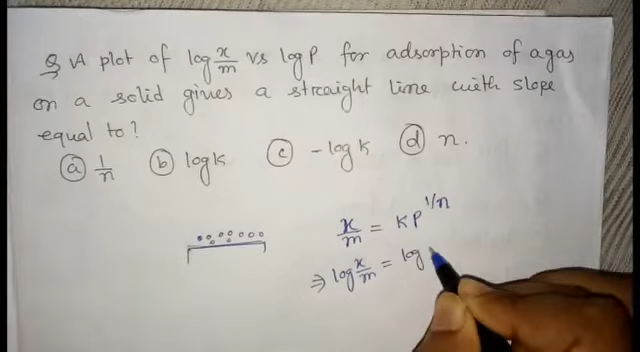 Q A plot of log x/m vs log P for adsorption of a gas
on a solid gives a straight line with slope
equal to?
(a) 1/n (b) log K (c) - log K (d) n.
x/m = KP^1/n
⇒ log x/m = log